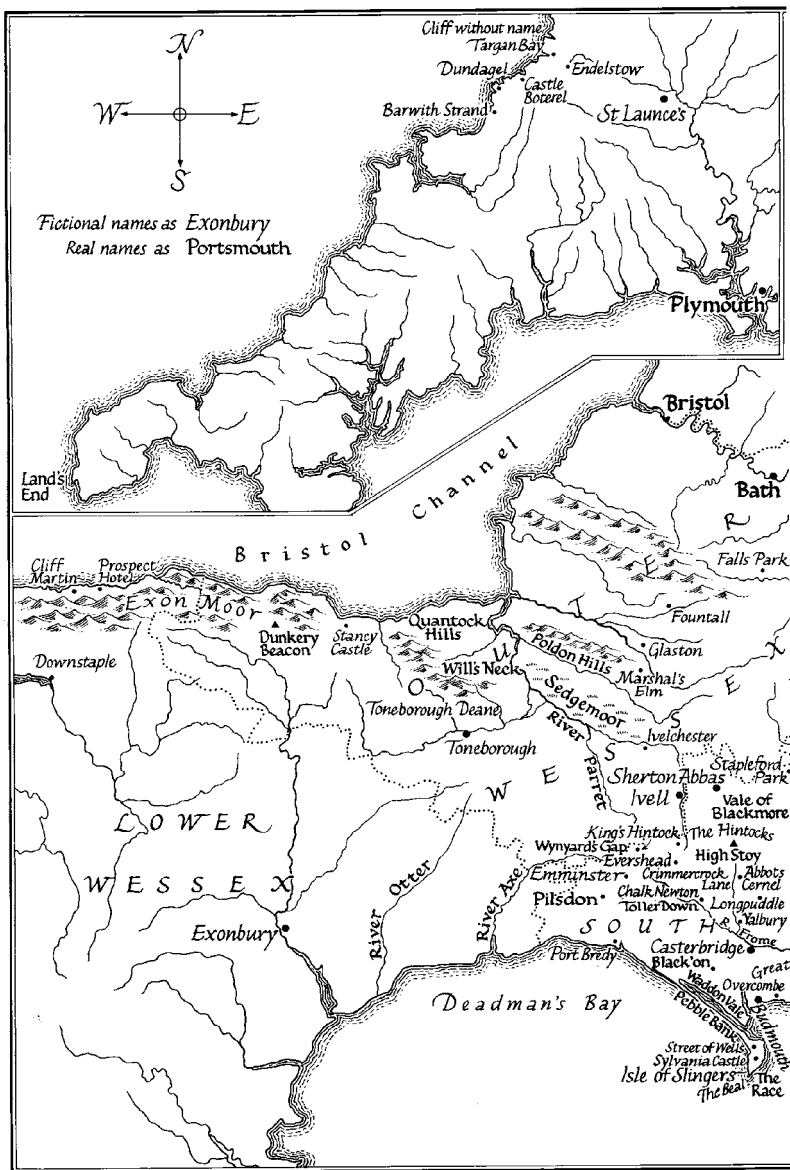 N
W
E
S
Fictional names as Exonbury
Real names as Portsmouth
Cliff without name
Targan Bay
Dundagel
Endelstow
Castle
Boterel
Barwith Strand
St Launce's
Plymouth
Land's
End
Bristol
Bath
Bristol Channel
Cliff
Martin
Prospect
Hotel
Exon Moor
Dunkery
Beacon
Stancy
Castle
Quantock
Hills
Falls Park
Fountall
Glaston
Poldon Hills
Marshal's
Elm
Will's Neck
Sedgemoor
Downstaple
Toneborough Deane
Toneborough
River
Parret
Ivelchester
OUTER
WESSEX
Stapleford
Park
Sherton Abbas
Ivell
Vale of
Blackmore
LOWER
WESSEX
King's Hintock
The Hintocks
Wynyard's Gap
High Stoy
Evershead
Emminster
Crimmercrock
Lane
Abbot's
Cernel
Pilsdon
Chalk Newton
Toller Down
Longpuddle
Yalbury
R. Frome
River Otter
River Axe
SOUTH
Exonbury
Port Bredy
Casterbridge
Black'on
Great
Overcombe
Waddon Vale
Pebble Bank
Budmouth
Deadman's Bay
Street of Wells
Sylvania Castle
Isle of Slingers
The Beal
The
Race